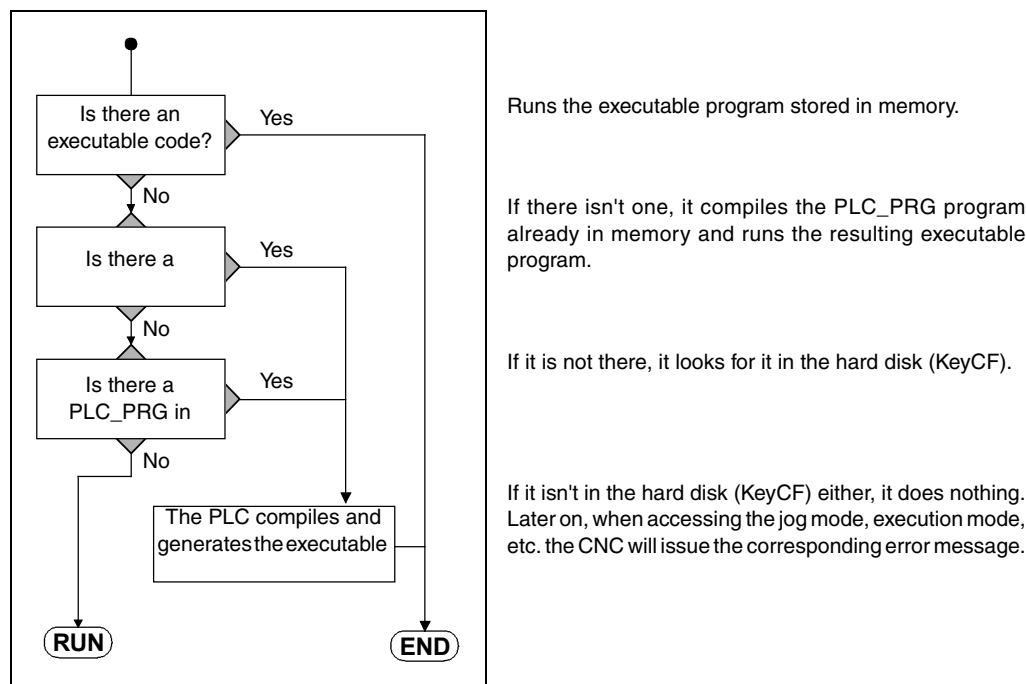 Is there an
executable code?
Yes
No
Is there a
Yes
No
Is there a
PLC_PRG in
Yes
No
The PLC compiles and
generates the executable
RUN
END
Runs the executable program stored in memory.
If there isn't one, it compiles the PLC_PRG program
already in memory and runs the resulting executable
program.
If it is not there, it looks for it in the hard disk (KeyCF).
If it isn't in the hard disk (KeyCF) either, it does nothing.
Later on, when accessing the jog mode, execution mode,
etc. the CNC will issue the corresponding error message.